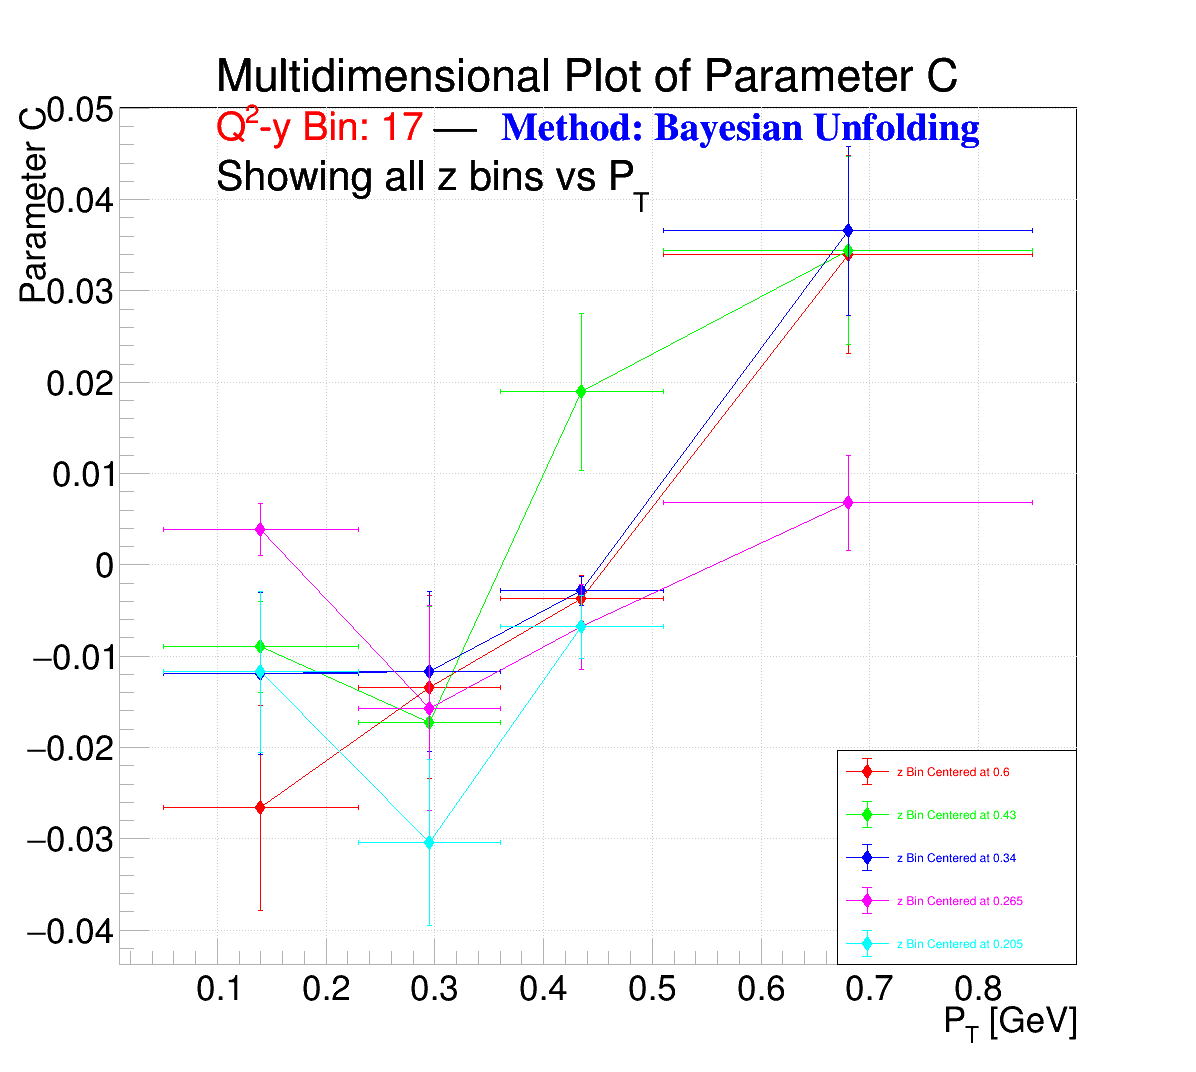 Multidimensional Plot of Parameter C
Q²-y Bin: 17 — Method: Bayesian Unfolding
Showing all z bins vs P_T
Parameter C
0.05
0.04
0.03
0.02
0.01
0
−0.01
−0.02
−0.03
−0.04
z Bin Centered at 0.6
z Bin Centered at 0.43
z Bin Centered at 0.34
z Bin Centered at 0.265
z Bin Centered at 0.205
0.1 0.2 0.3 0.4 0.5 0.6 0.7 0.8
P_T [GeV]